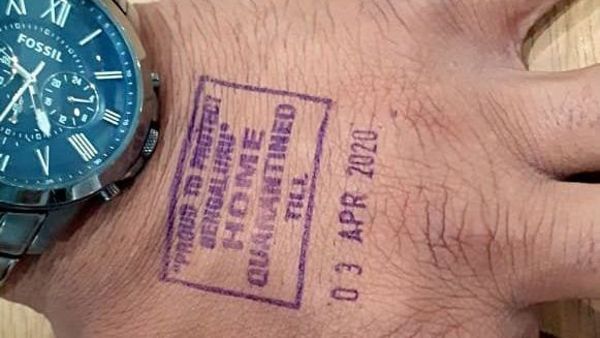 FOSSIL
"PROUD TO PROTECT
BENGALURU"
HOME
QUARANTINED
TILL
03 APR 2020